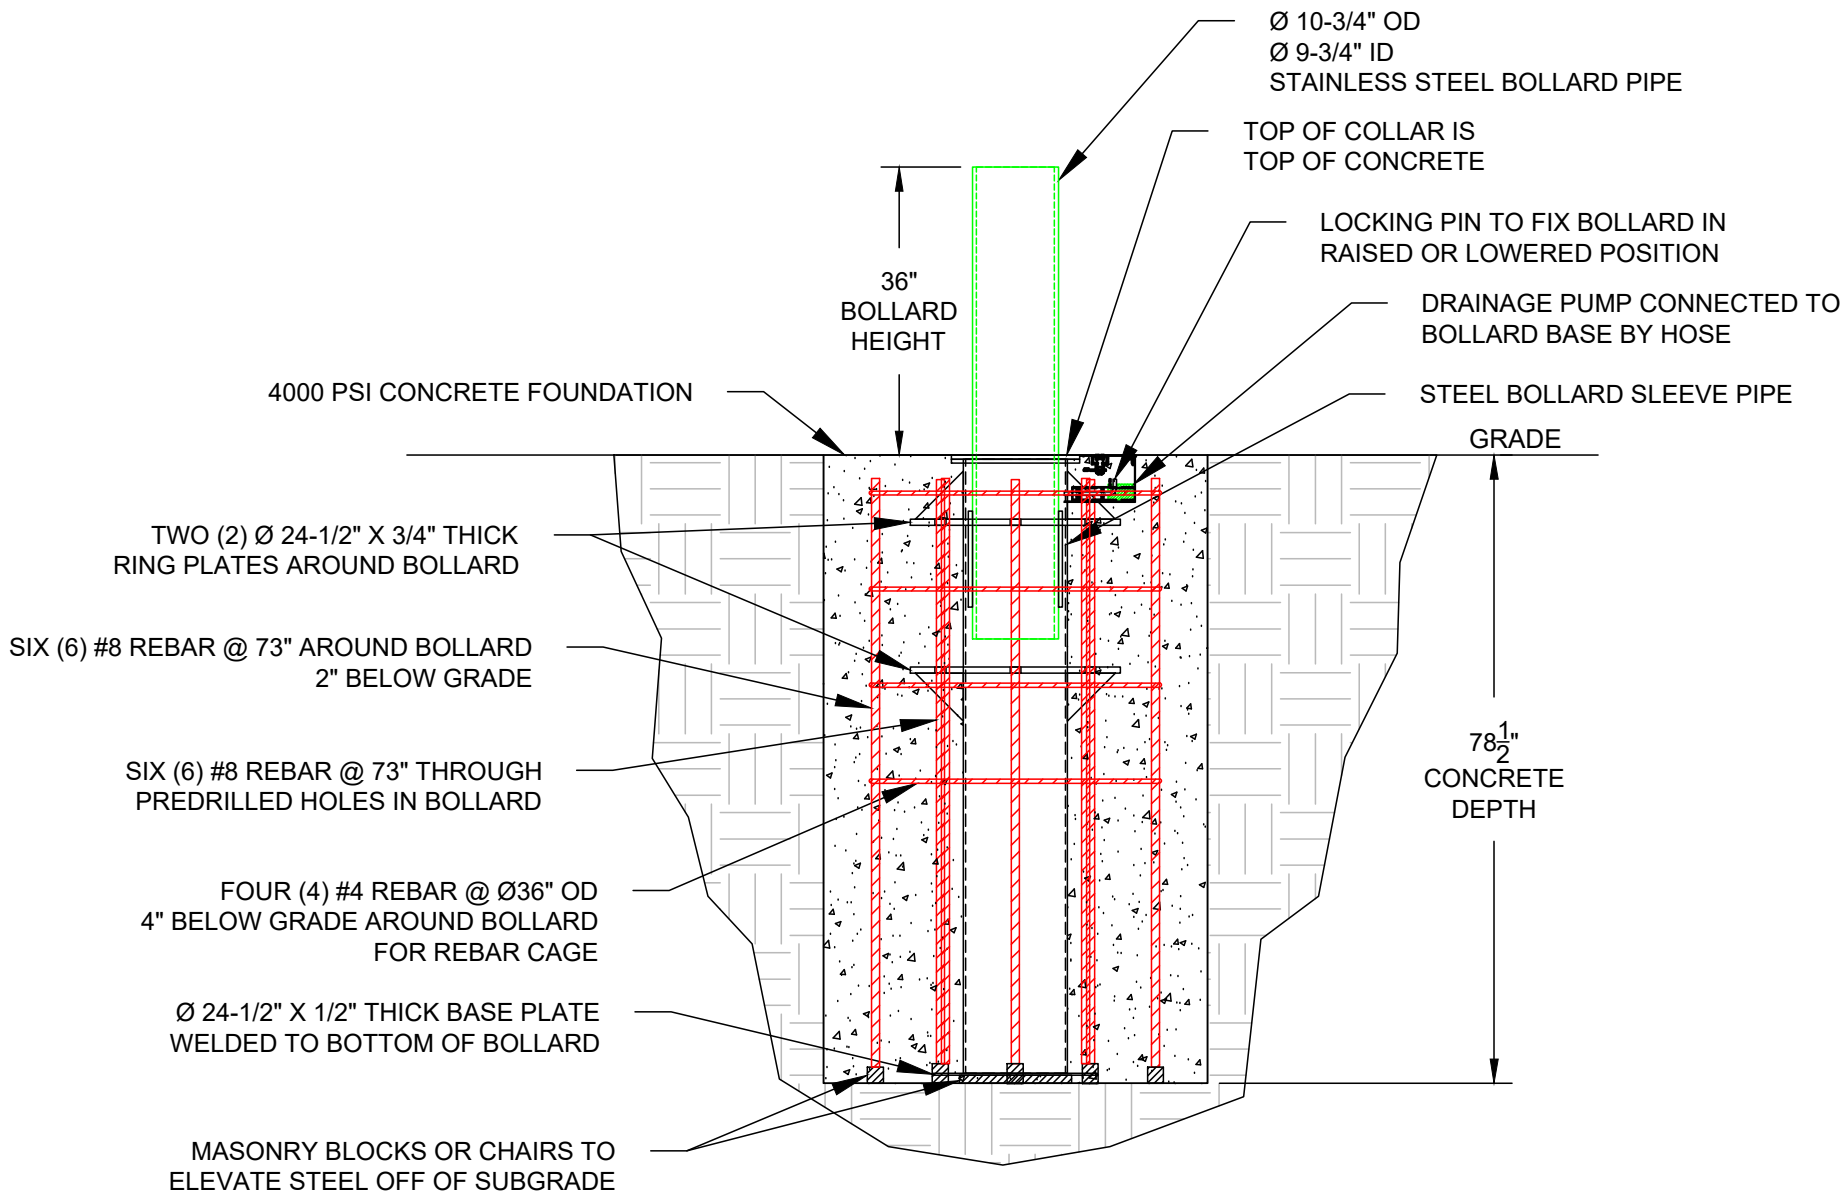 Ø 10-3/4" OD
Ø 9-3/4" ID
STAINLESS STEEL BOLLARD PIPE
TOP OF COLLAR IS
TOP OF CONCRETE
LOCKING PIN TO FIX BOLLARD IN
RAISED OR LOWERED POSITION
36"
BOLLARD
HEIGHT
DRAINAGE PUMP CONNECTED TO
BOLLARD BASE BY HOSE
4000 PSI CONCRETE FOUNDATION
STEEL BOLLARD SLEEVE PIPE
GRADE
TWO (2) Ø 24-1/2" X 3/4" THICK
RING PLATES AROUND BOLLARD
SIX (6) #8 REBAR @ 73" AROUND BOLLARD
2" BELOW GRADE
SIX (6) #8 REBAR @ 73" THROUGH
PREDRILLED HOLES IN BOLLARD
78 1/2"
CONCRETE
DEPTH
FOUR (4) #4 REBAR @ Ø36" OD
4" BELOW GRADE AROUND BOLLARD
FOR REBAR CAGE
Ø 24-1/2" X 1/2" THICK BASE PLATE
WELDED TO BOTTOM OF BOLLARD
MASONRY BLOCKS OR CHAIRS TO
ELEVATE STEEL OFF OF SUBGRADE